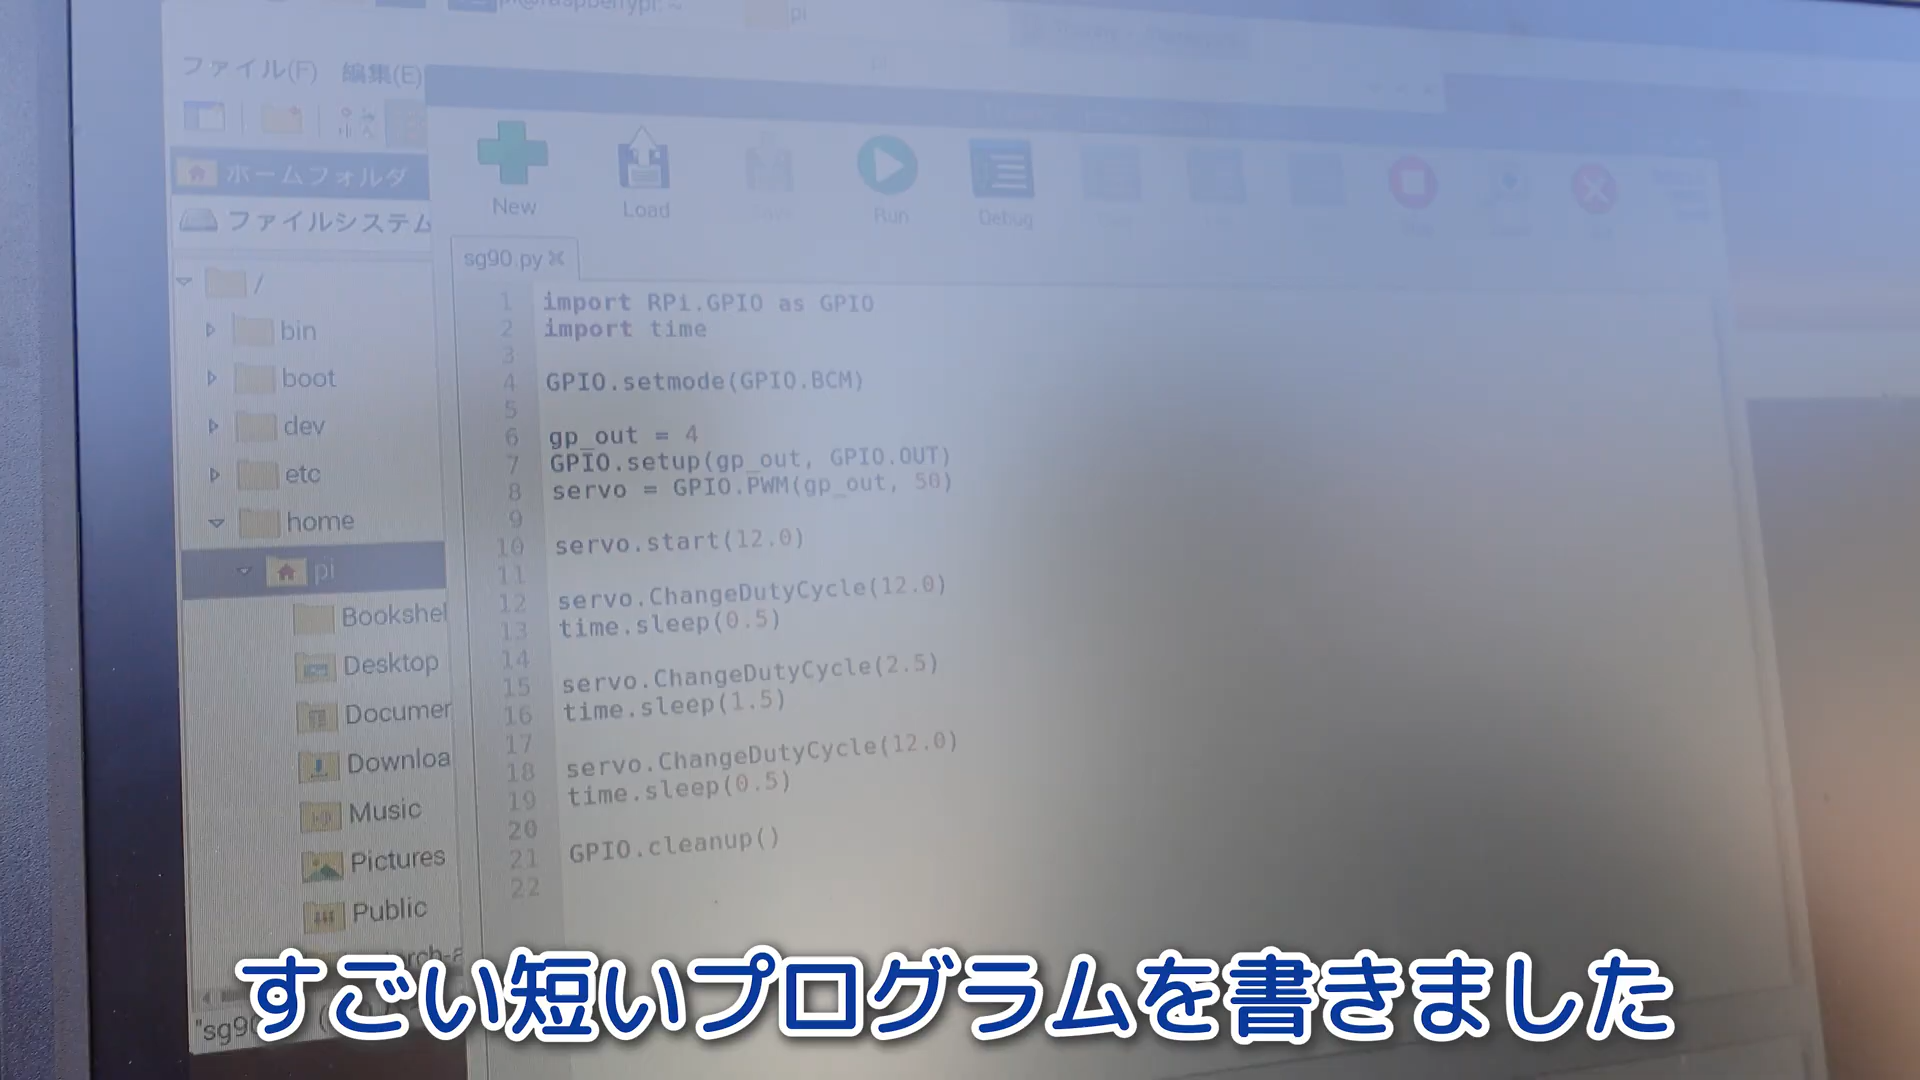 pi@raspberrypi: ~
pi
ファイル(F) 編集(E)
ホームフォルダ
ファイルシステム
/
bin
boot
dev
etc
home
pi
Bookshel
Desktop
Documen
Downloa
Music
Pictures
Public
"sg90
New
Load
Save
Run
Debug
sg90.py
1 import RPi.GPIO as GPIO
2 import time
3
4 GPIO.setmode(GPIO.BCM)
5
6 gp_out = 4
7 GPIO.setup(gp_out, GPIO.OUT)
8 servo = GPIO.PWM(gp_out, 50)
9
10 servo.start(12.0)
11
12 servo.ChangeDutyCycle(12.0)
13 time.sleep(0.5)
14
15 servo.ChangeDutyCycle(2.5)
16 time.sleep(1.5)
17
18 servo.ChangeDutyCycle(12.0)
19 time.sleep(0.5)
20
21 GPIO.cleanup()
22
すごい短いプログラムを書きました